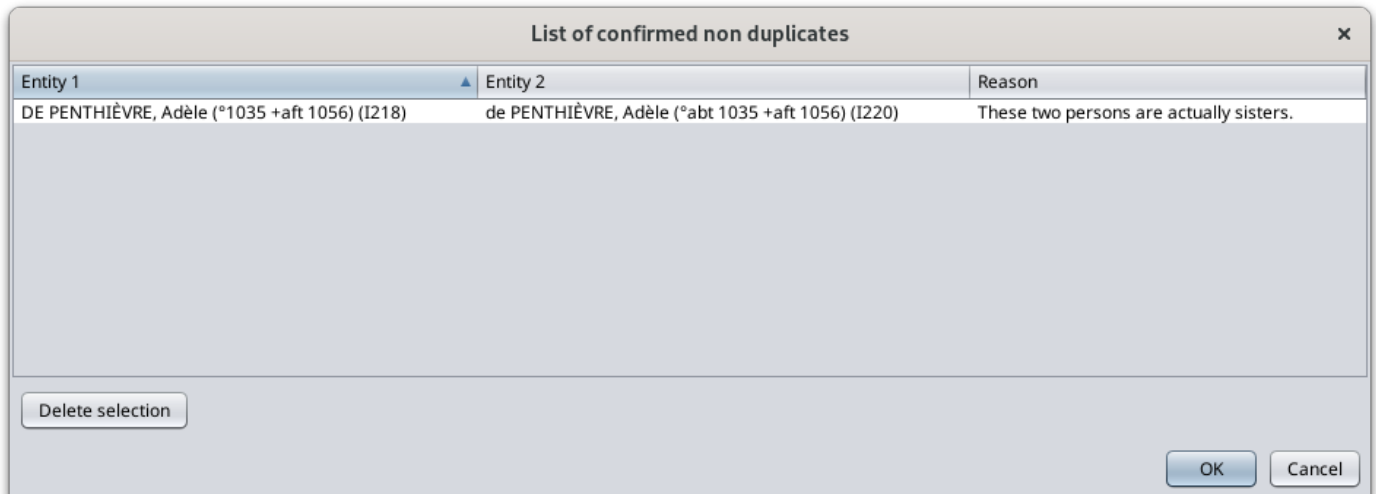 List of confirmed non duplicates
Entity 1 Entity 2 Reason
DE PENTHIÈVRE, Adèle (°1035 +aft 1056) (I218) de PENTHIÈVRE, Adèle (°abt 1035 +aft 1056) (I220) These two persons are actually sisters.
Delete selection
OK Cancel